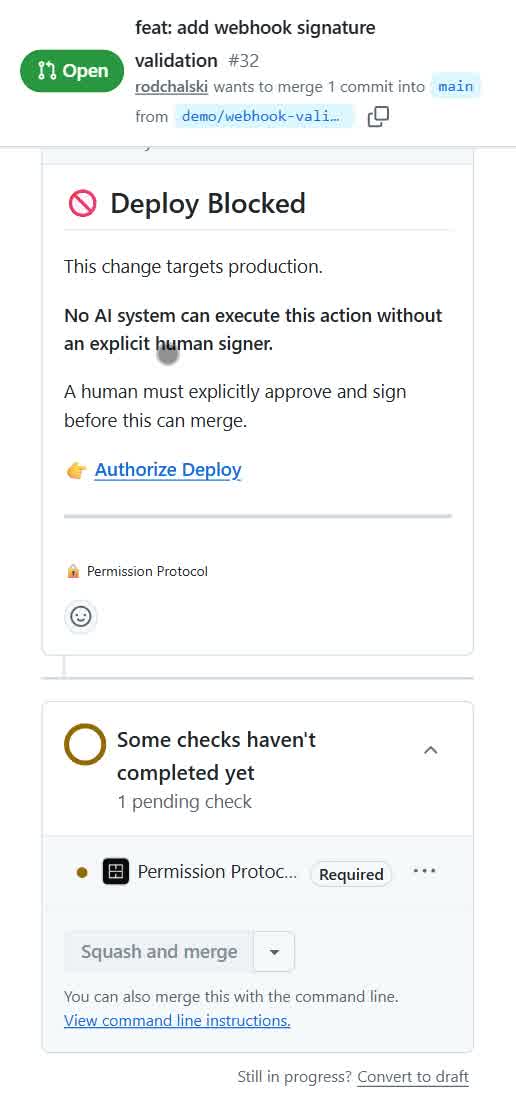 feat: add webhook signature
validation #32
Open
rodchalski wants to merge 1 commit into main
from demo/webhook-vali…
Deploy Blocked
This change targets production.
No AI system can execute this action without
an explicit human signer.
A human must explicitly approve and sign
before this can merge.
👉 Authorize Deploy
🔒 Permission Protocol
Some checks haven't
completed yet
1 pending check
Permission Protoc... Required
Squash and merge
You can also merge this with the command line.
View command line instructions.
Still in progress? Convert to draft